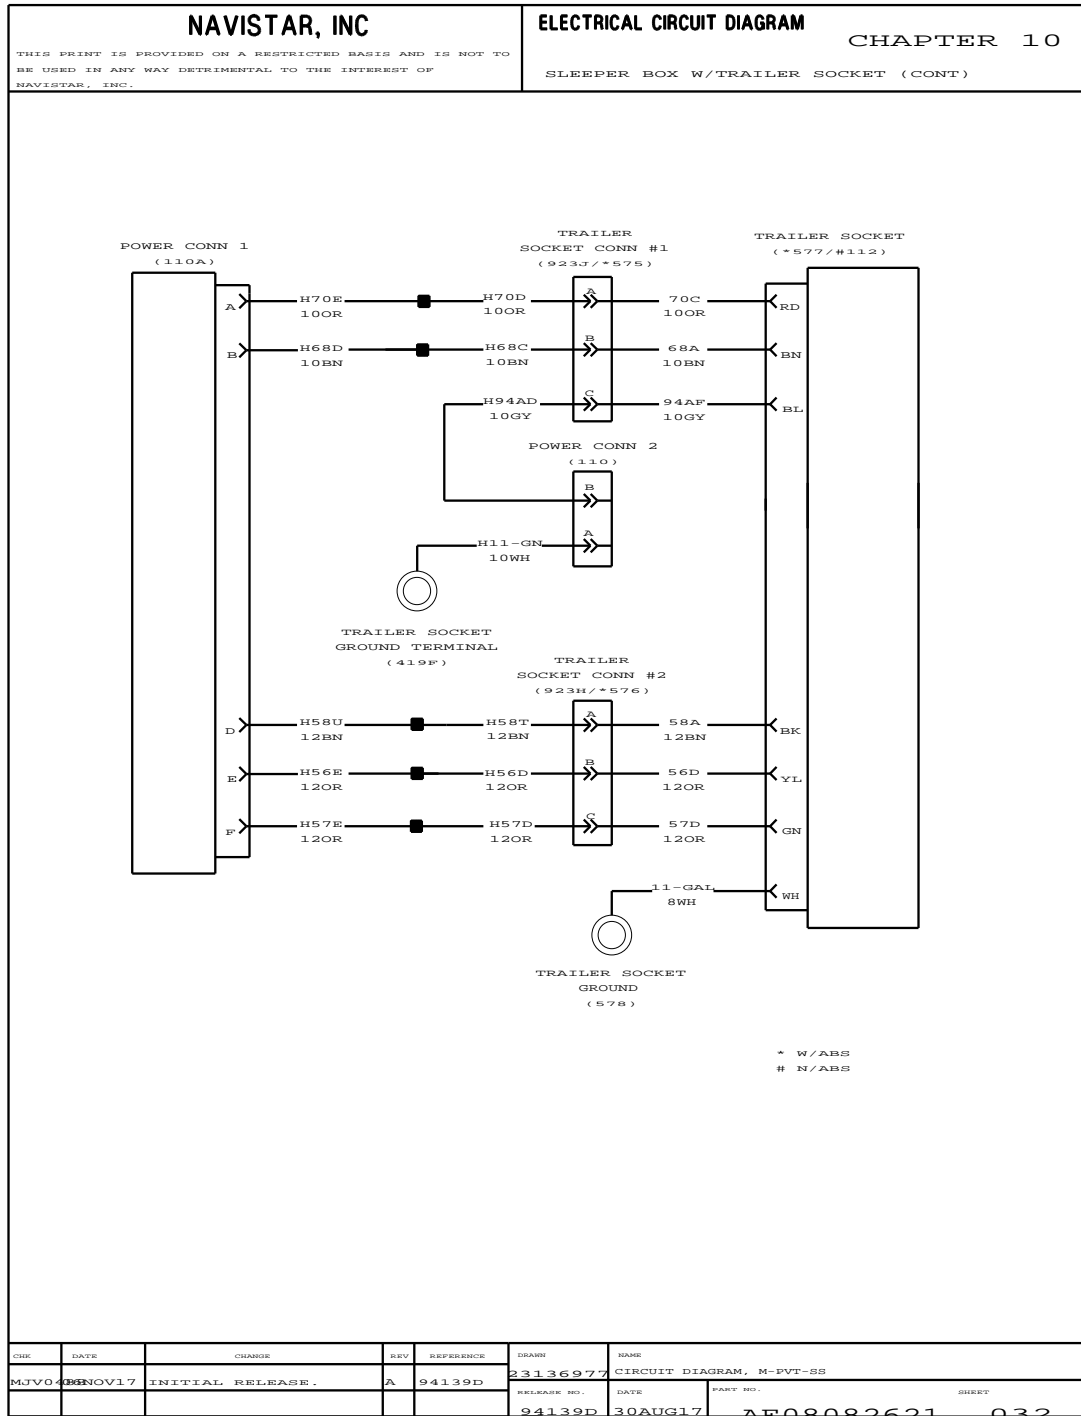 NAVISTAR, INC
THIS PRINT IS PROVIDED ON A RESTRICTED BASIS AND IS NOT TO
BE USED IN ANY WAY DETRIMENTAL TO THE INTEREST OF
NAVISTAR, INC.
ELECTRICAL CIRCUIT DIAGRAM
CHAPTER 10
SLEEPER BOX W/TRAILER SOCKET (CONT)
POWER CONN 1
(110A)
TRAILER
SOCKET CONN #1
(923J/*575)
TRAILER SOCKET
(*577/#112)
A H70E H70D A 70C RD
10OR 10OR 10OR
B H68D H68C B 68A BN
10BN 10BN 10BN
H94AD C 94AF BL
10GY 10GY
POWER CONN 2
(110)
B
H11-GN A
10WH
TRAILER SOCKET
GROUND TERMINAL
(419F)
TRAILER
SOCKET CONN #2
(923H/*576)
D H58U H58T A 58A BK
12BN 12BN 12BN
E H56E H56D B 56D YL
12OR 12OR 12OR
F H57E H57D C 57D GN
12OR 12OR 12OR
11-GAL WH
8WH
TRAILER SOCKET
GROUND
(578)
* W/ABS
# N/ABS
CHK DATE CHANGE REV REFERENCE DRAWN NAME
NOV17 INITIAL RELEASE. A 94139D 23136977 CIRCUIT DIAGRAM, M-PVT-SS
RELEASE NO. DATE PART NO. SHEET
94139D 30AUG17 AE08082621 032